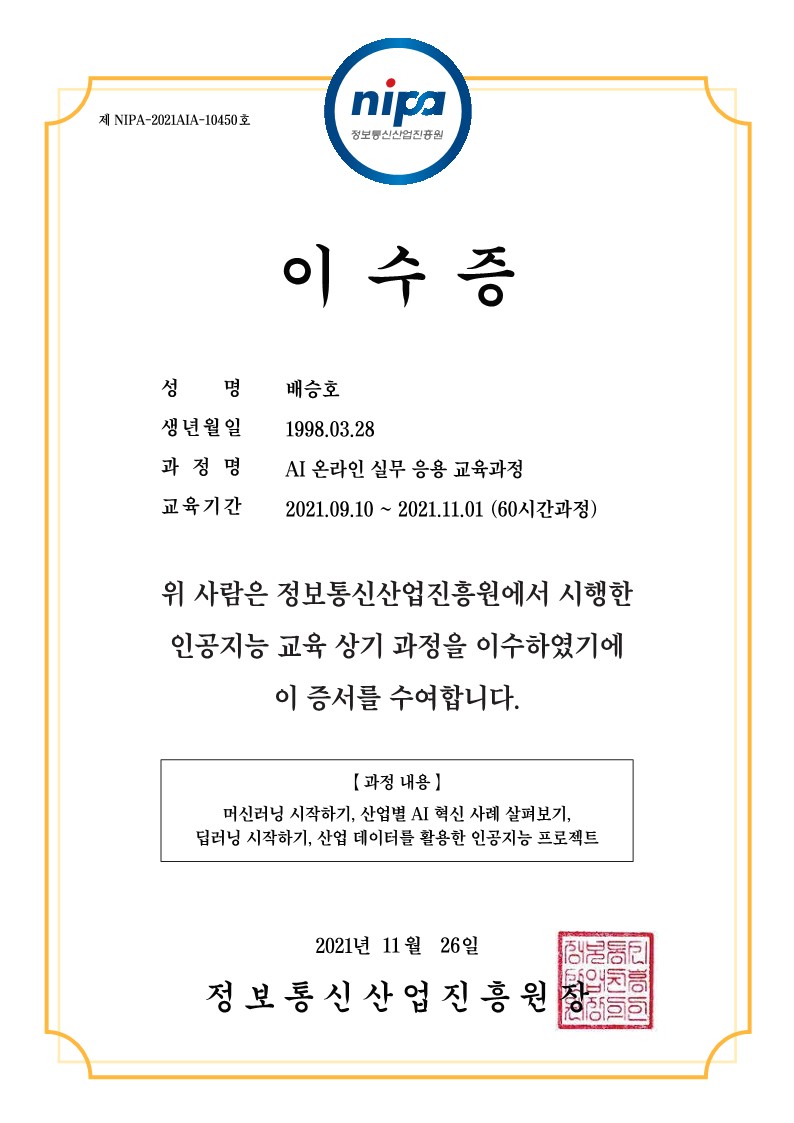 제 NIPA-2021AIA-10450호
nipa
정보통신산업진흥원
이 수 증
성 명 배승호
생년월일 1998.03.28
과 정 명 AI 온라인 실무 응용 교육과정
교육기간 2021.09.10 ~ 2021.11.01 (60시간과정)
위 사람은 정보통신산업진흥원에서 시행한
인공지능 교육 상기 과정을 이수하였기에
이 증서를 수여합니다.
【 과정 내용 】
머신러닝 시작하기, 산업별 AI 혁신 사례 살펴보기,
딥러닝 시작하기, 산업 데이터를 활용한 인공지능 프로젝트
2021년 11월 26일
정보통신산업진흥원장